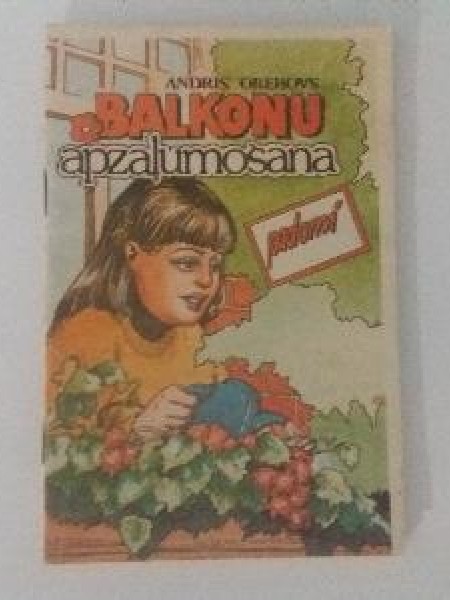 ANDRIS OREHOVS
BALKONU
apzaļumošana
padomi